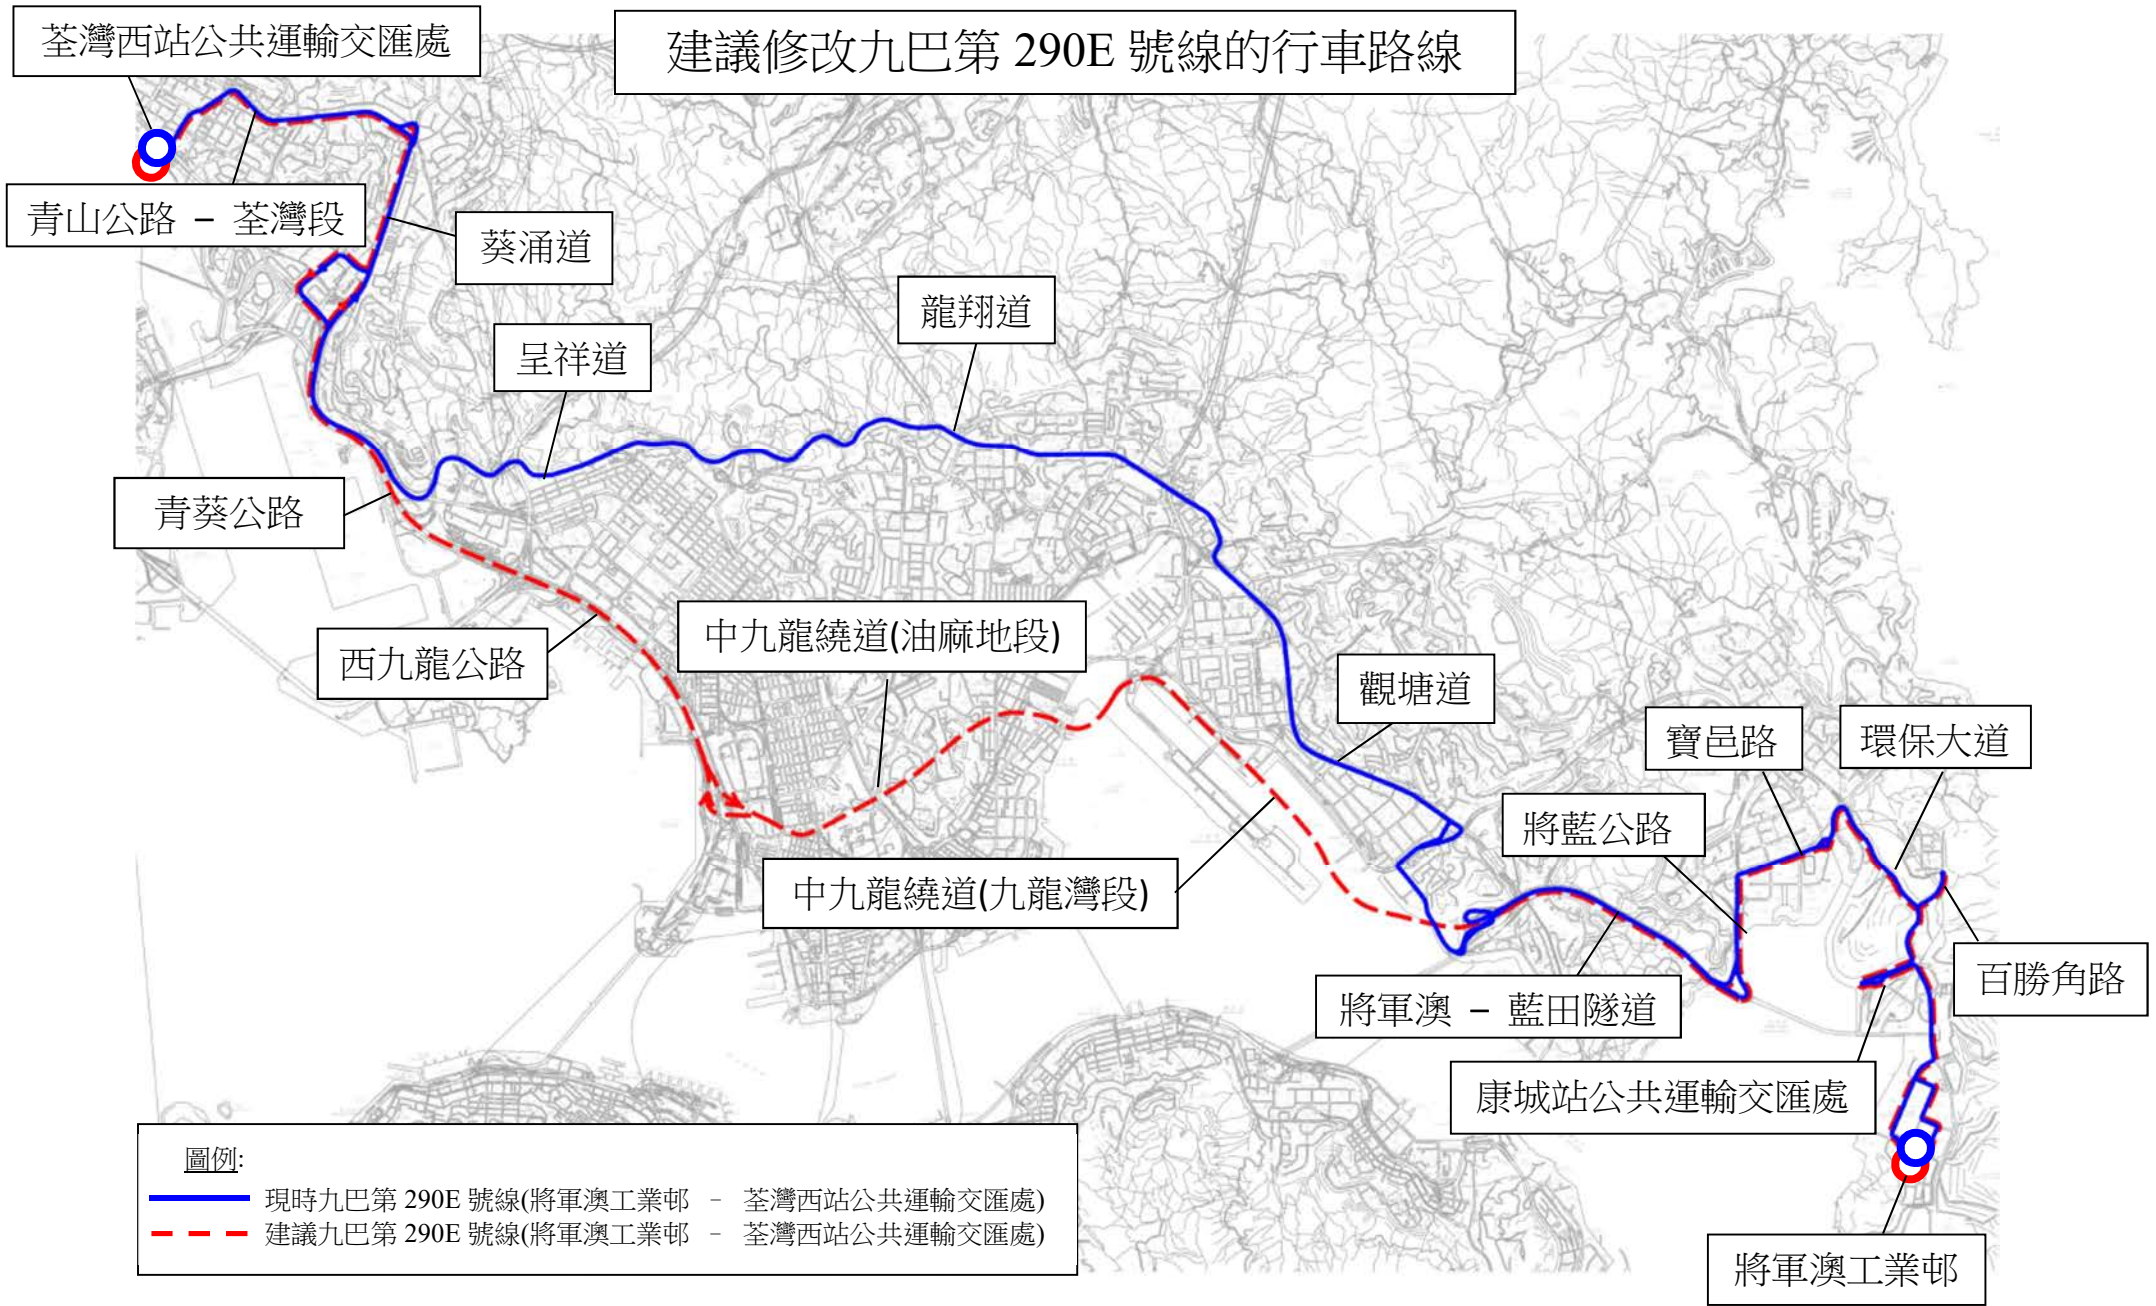 荃灣西站公共運輸交匯處
建議修改九巴第 290E 號線的行車路線
青山公路 – 荃灣段
葵涌道
龍翔道
呈祥道
青葵公路
中九龍繞道(油麻地段)
西九龍公路
觀塘道
寶邑路
環保大道
將藍公路
中九龍繞道(九龍灣段)
百勝角路
將軍澳 – 藍田隧道
康城站公共運輸交匯處
將軍澳工業邨
圖例:
現時九巴第 290E 號線(將軍澳工業邨 - 荃灣西站公共運輸交匯處)
建議九巴第 290E 號線(將軍澳工業邨 - 荃灣西站公共運輸交匯處)